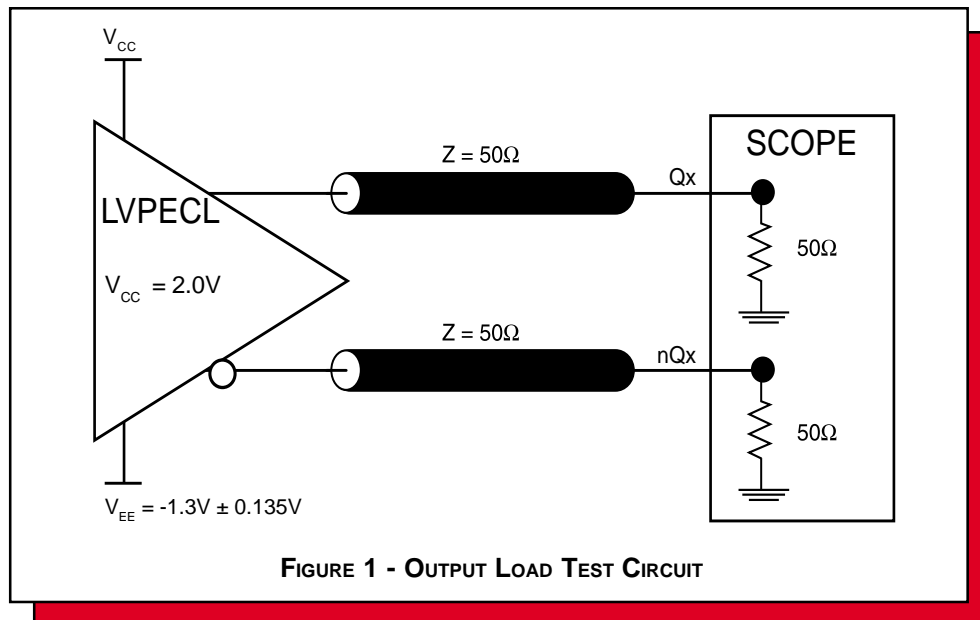 VCC
Z = 50Ω
SCOPE
Qx
LVPECL
50Ω
VCC = 2.0V
Z = 50Ω
nQx
50Ω
VEE = -1.3V ± 0.135V
FIGURE 1 - OUTPUT LOAD TEST CIRCUIT